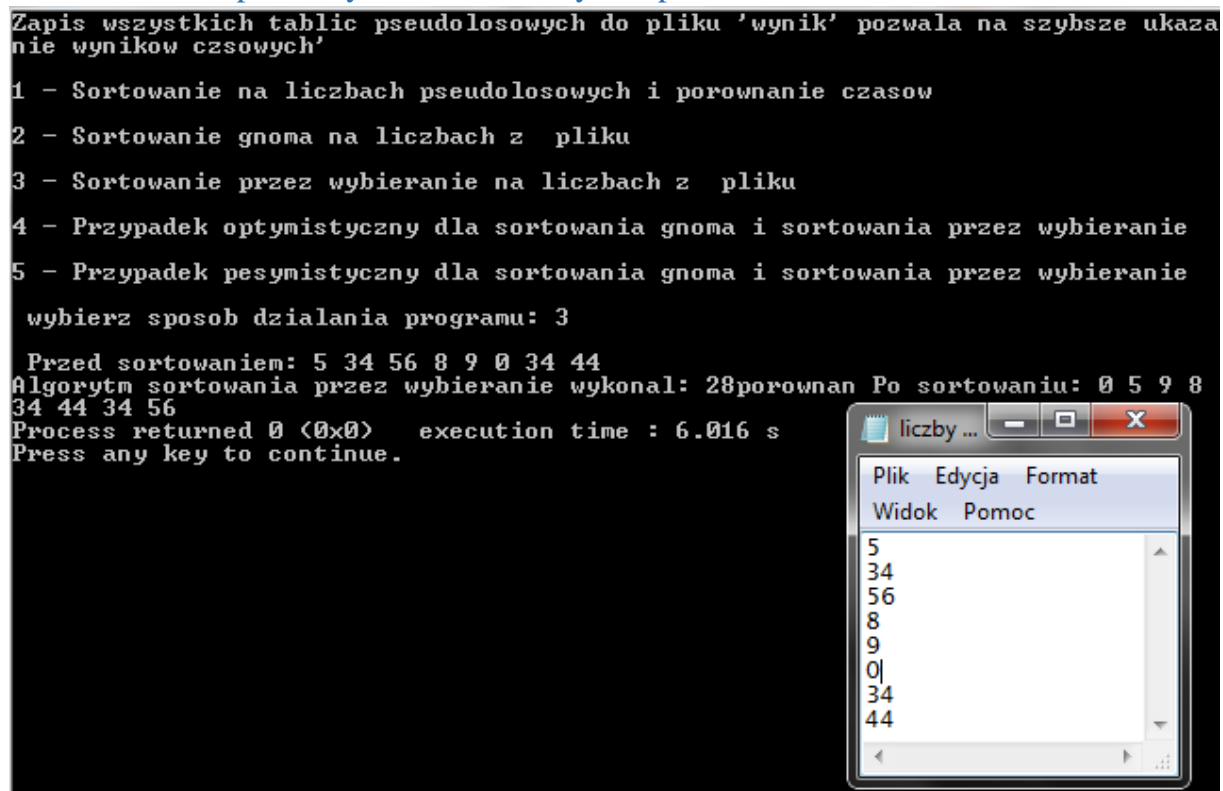 Zapis wszystkich tablic pseudolosowych do pliku 'wynik' pozwala na szybsze ukaza
nie wynikow czsowych'
1 - Sortowanie na liczbach pseudolosowych i porownanie czasow
2 - Sortowanie gnoma na liczbach z  pliku
3 - Sortowanie przez wybieranie na liczbach z  pliku
4 - Przypadek optymistyczny dla sortowania gnoma i sortowania przez wybieranie
5 - Przypadek pesymistyczny dla sortowania gnoma i sortowania przez wybieranie
wybierz sposob dzialania programu: 3
Przed sortowaniem: 5 34 56 8 9 0 34 44
Algorytm sortowania przez wybieranie wykonal: 28porownan Po sortowaniu: 0 5 9 8
34 44 34 56
Process returned 0 (0x0)   execution time : 6.016 s
Press any key to continue.
liczby ...
Plik Edycja Format
Widok Pomoc
5
34
56
8
9
0
34
44